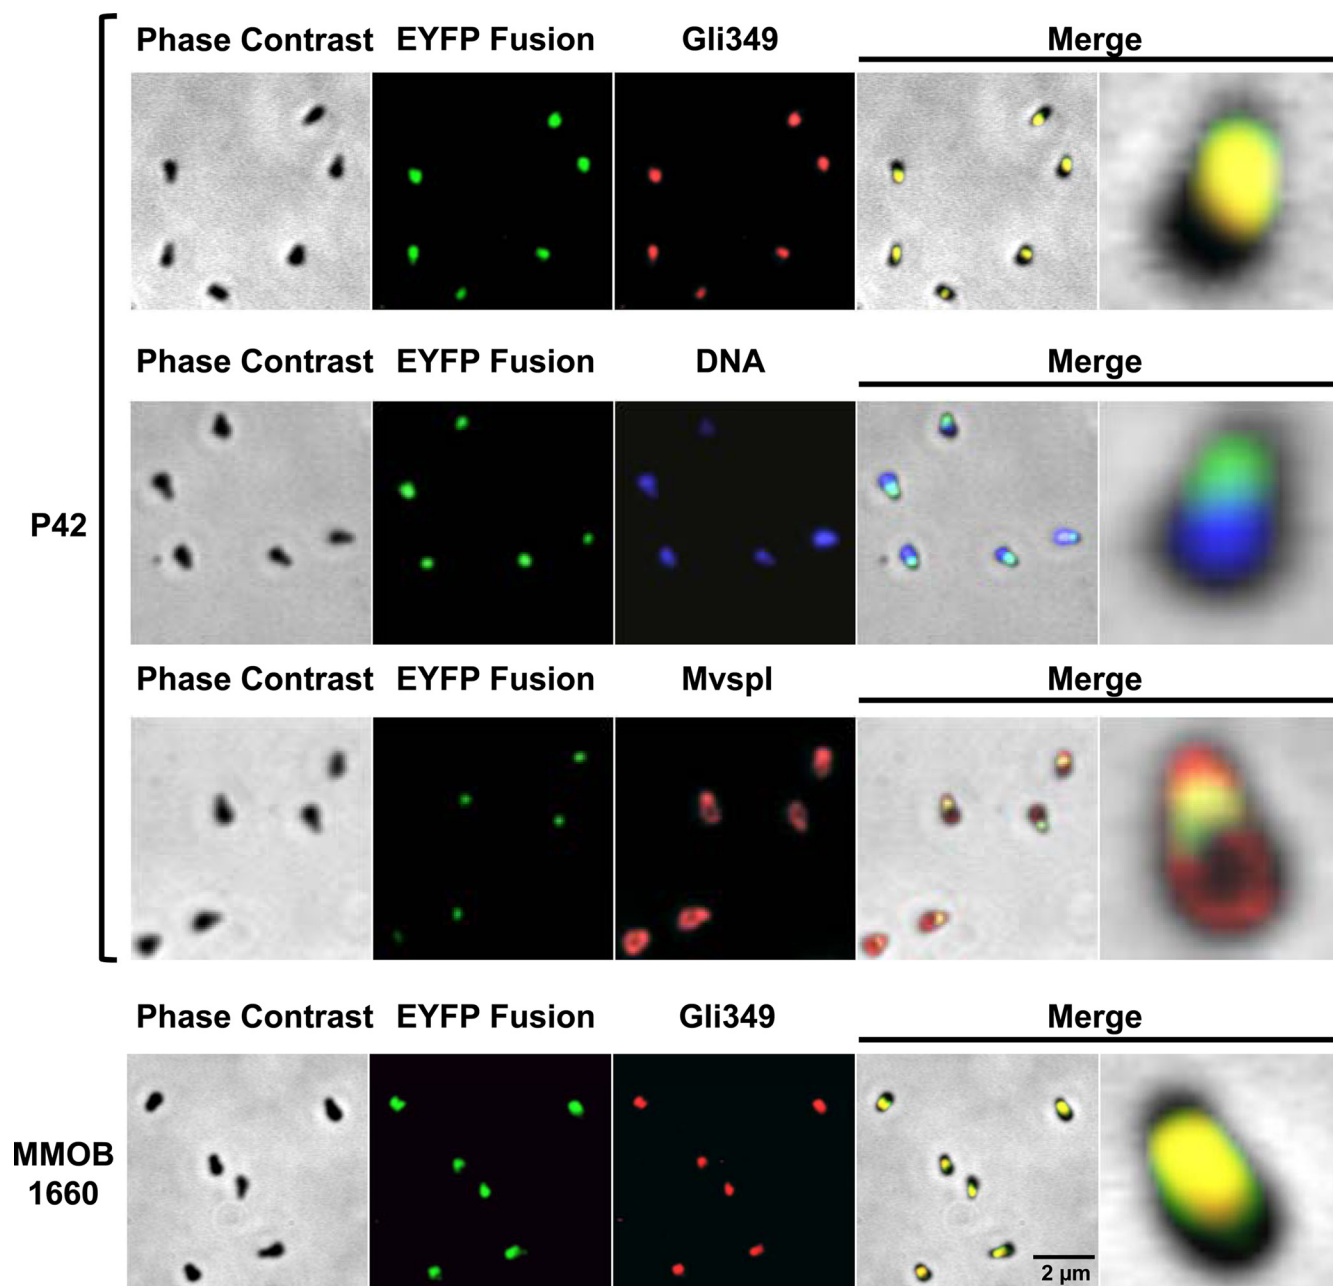 Phase Contrast EYFP Fusion Gli349 Merge
Phase Contrast EYFP Fusion DNA Merge
P42
Phase Contrast EYFP Fusion MvspI Merge
Phase Contrast EYFP Fusion Gli349 Merge
MMOB
1660
2 µm